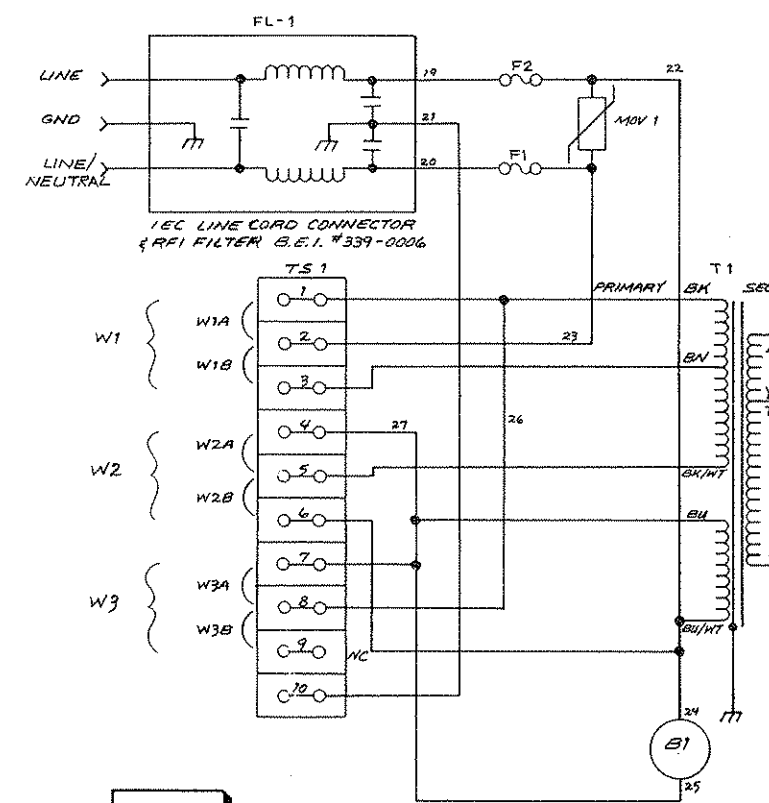 FL-1
LINE
19
F2
22
GND
21
MOV 1
LINE/
NEUTRAL
20
F1
IEC LINE CORD CONNECTOR
& RFI FILTER B.E.I. #339-0006
TS 1
T1
PRIMARY BK SEC
1
W1
W1A
2
23
W1B
3
BN
26
4
27
W2
W2A
5
BK/WT
W2B
6
BU
7
W3
W3A
8
W3B
BU/WT
9
NC
10
24
B1
25